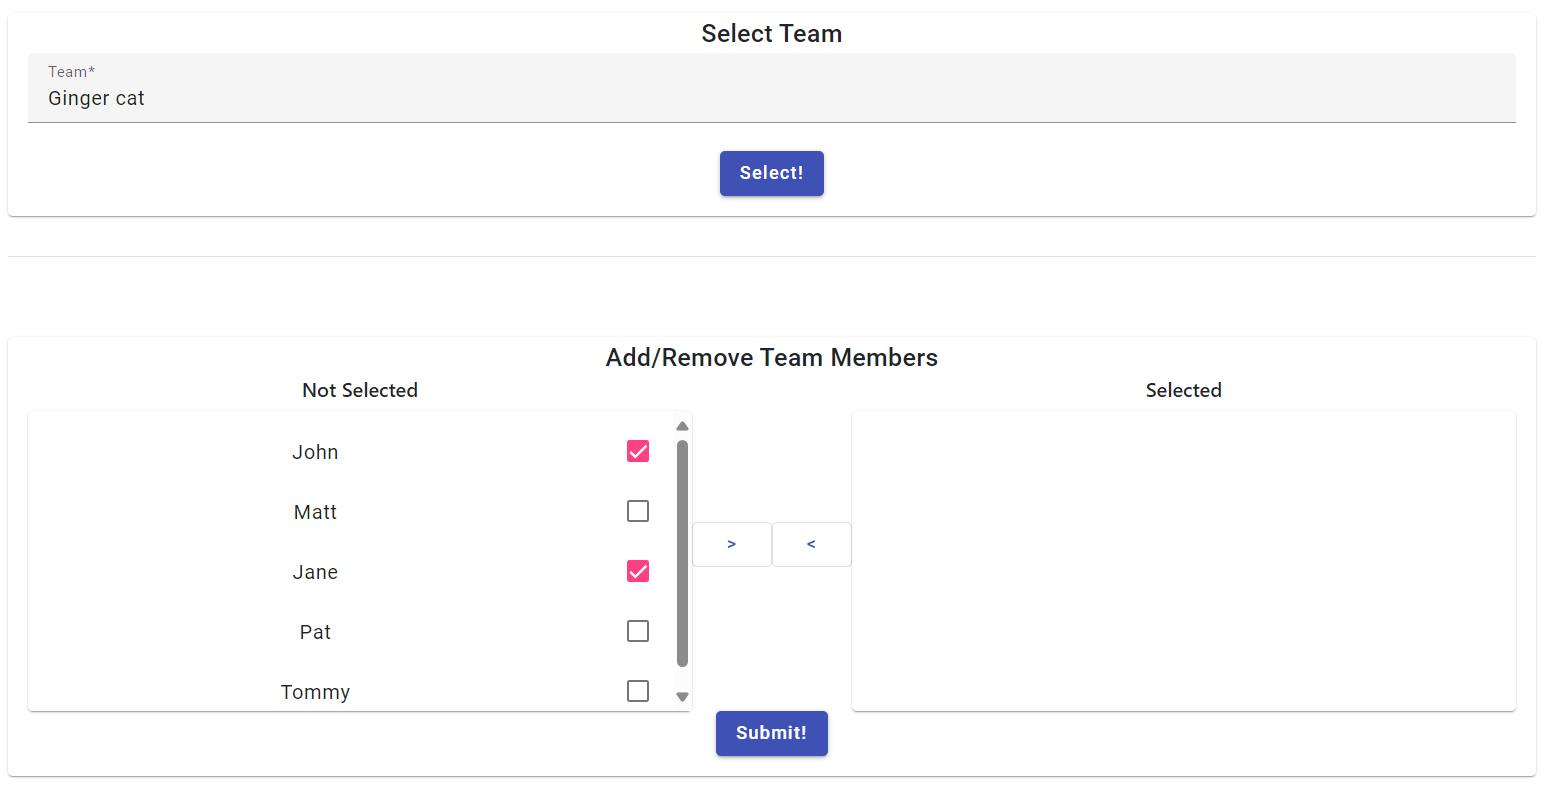 Select Team
Team*
Ginger cat
Select!
Add/Remove Team Members
Not Selected
Selected
John
Matt
Jane
Pat
Tommy
>
<
Submit!